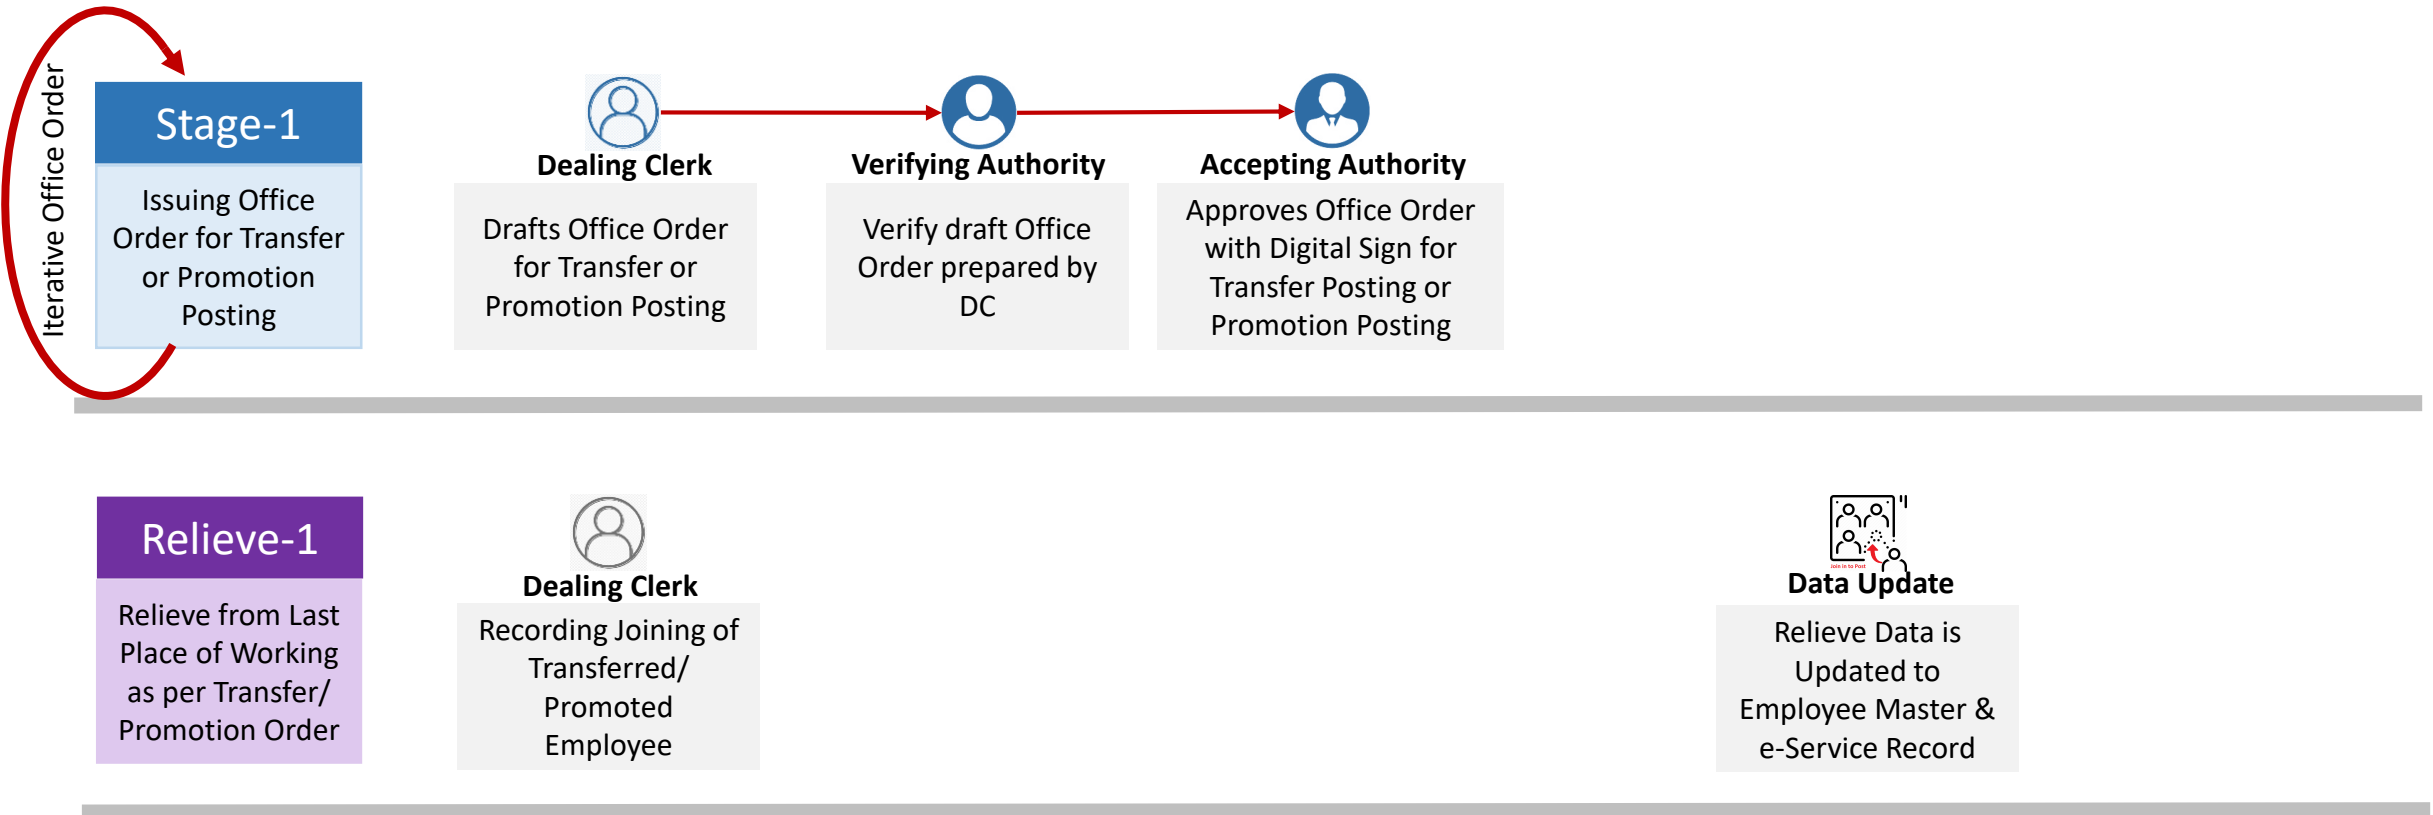 Iterative Office Order
Stage-1
Issuing Office
Order for Transfer
or Promotion
Posting
Dealing Clerk
Drafts Office Order
for Transfer or
Promotion Posting
Verifying Authority
Verify draft Office
Order prepared by
DC
Accepting Authority
Approves Office Order
with Digital Sign for
Transfer Posting or
Promotion Posting
Relieve-1
Relieve from Last
Place of Working
as per Transfer/
Promotion Order
Dealing Clerk
Recording Joining of
Transferred/
Promoted
Employee
Join In to Post
Data Update
Relieve Data is
Updated to
Employee Master &
e-Service Record